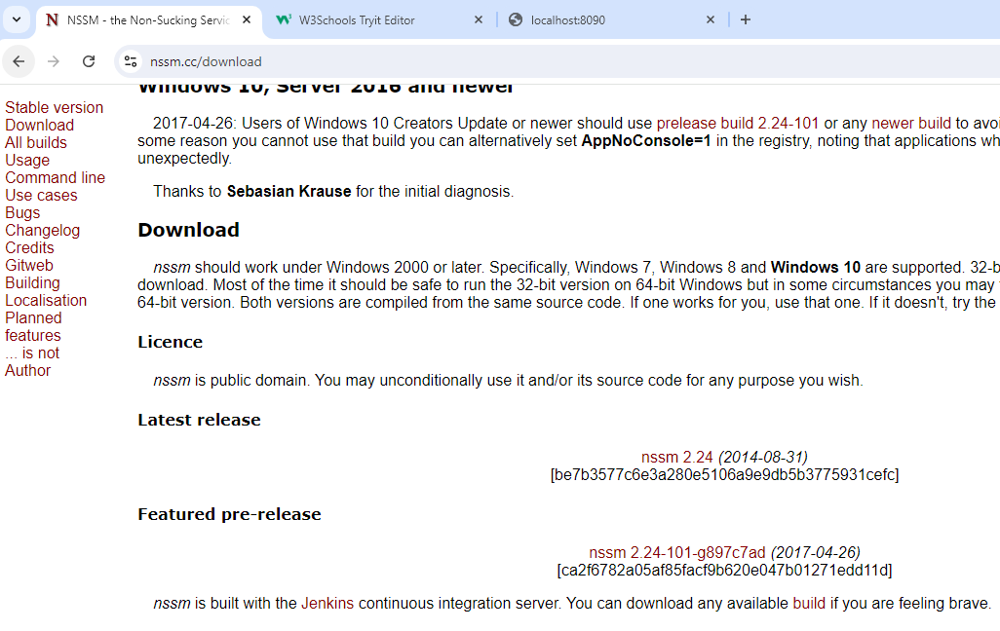 NSSM - the Non-Sucking Servic
W3Schools Tryit Editor
localhost:8090
nssm.cc/download
Windows 10, Server 2016 and newer
Stable version
Download
All builds
Usage
Command line
Use cases
Bugs
Changelog
Credits
Gitweb
Building
Localisation
Planned
features
... is not
Author
2017-04-26: Users of Windows 10 Creators Update or newer should use prelease build 2.24-101 or any newer build to avoi
some reason you cannot use that build you can alternatively set AppNoConsole=1 in the registry, noting that applications wh
unexpectedly.
Thanks to Sebasian Krause for the initial diagnosis.
Download
nssm should work under Windows 2000 or later. Specifically, Windows 7, Windows 8 and Windows 10 are supported. 32-b
download. Most of the time it should be safe to run the 32-bit version on 64-bit Windows but in some circumstances you may
64-bit version. Both versions are compiled from the same source code. If one works for you, use that one. If it doesn't, try the
Licence
nssm is public domain. You may unconditionally use it and/or its source code for any purpose you wish.
Latest release
nssm 2.24 (2014-08-31)
[be7b3577c6e3a280e5106a9e9db5b3775931cefc]
Featured pre-release
nssm 2.24-101-g897c7ad (2017-04-26)
[ca2f6782a05af85facf9b620e047b01271edd11d]
nssm is built with the Jenkins continuous integration server. You can download any available build if you are feeling brave.